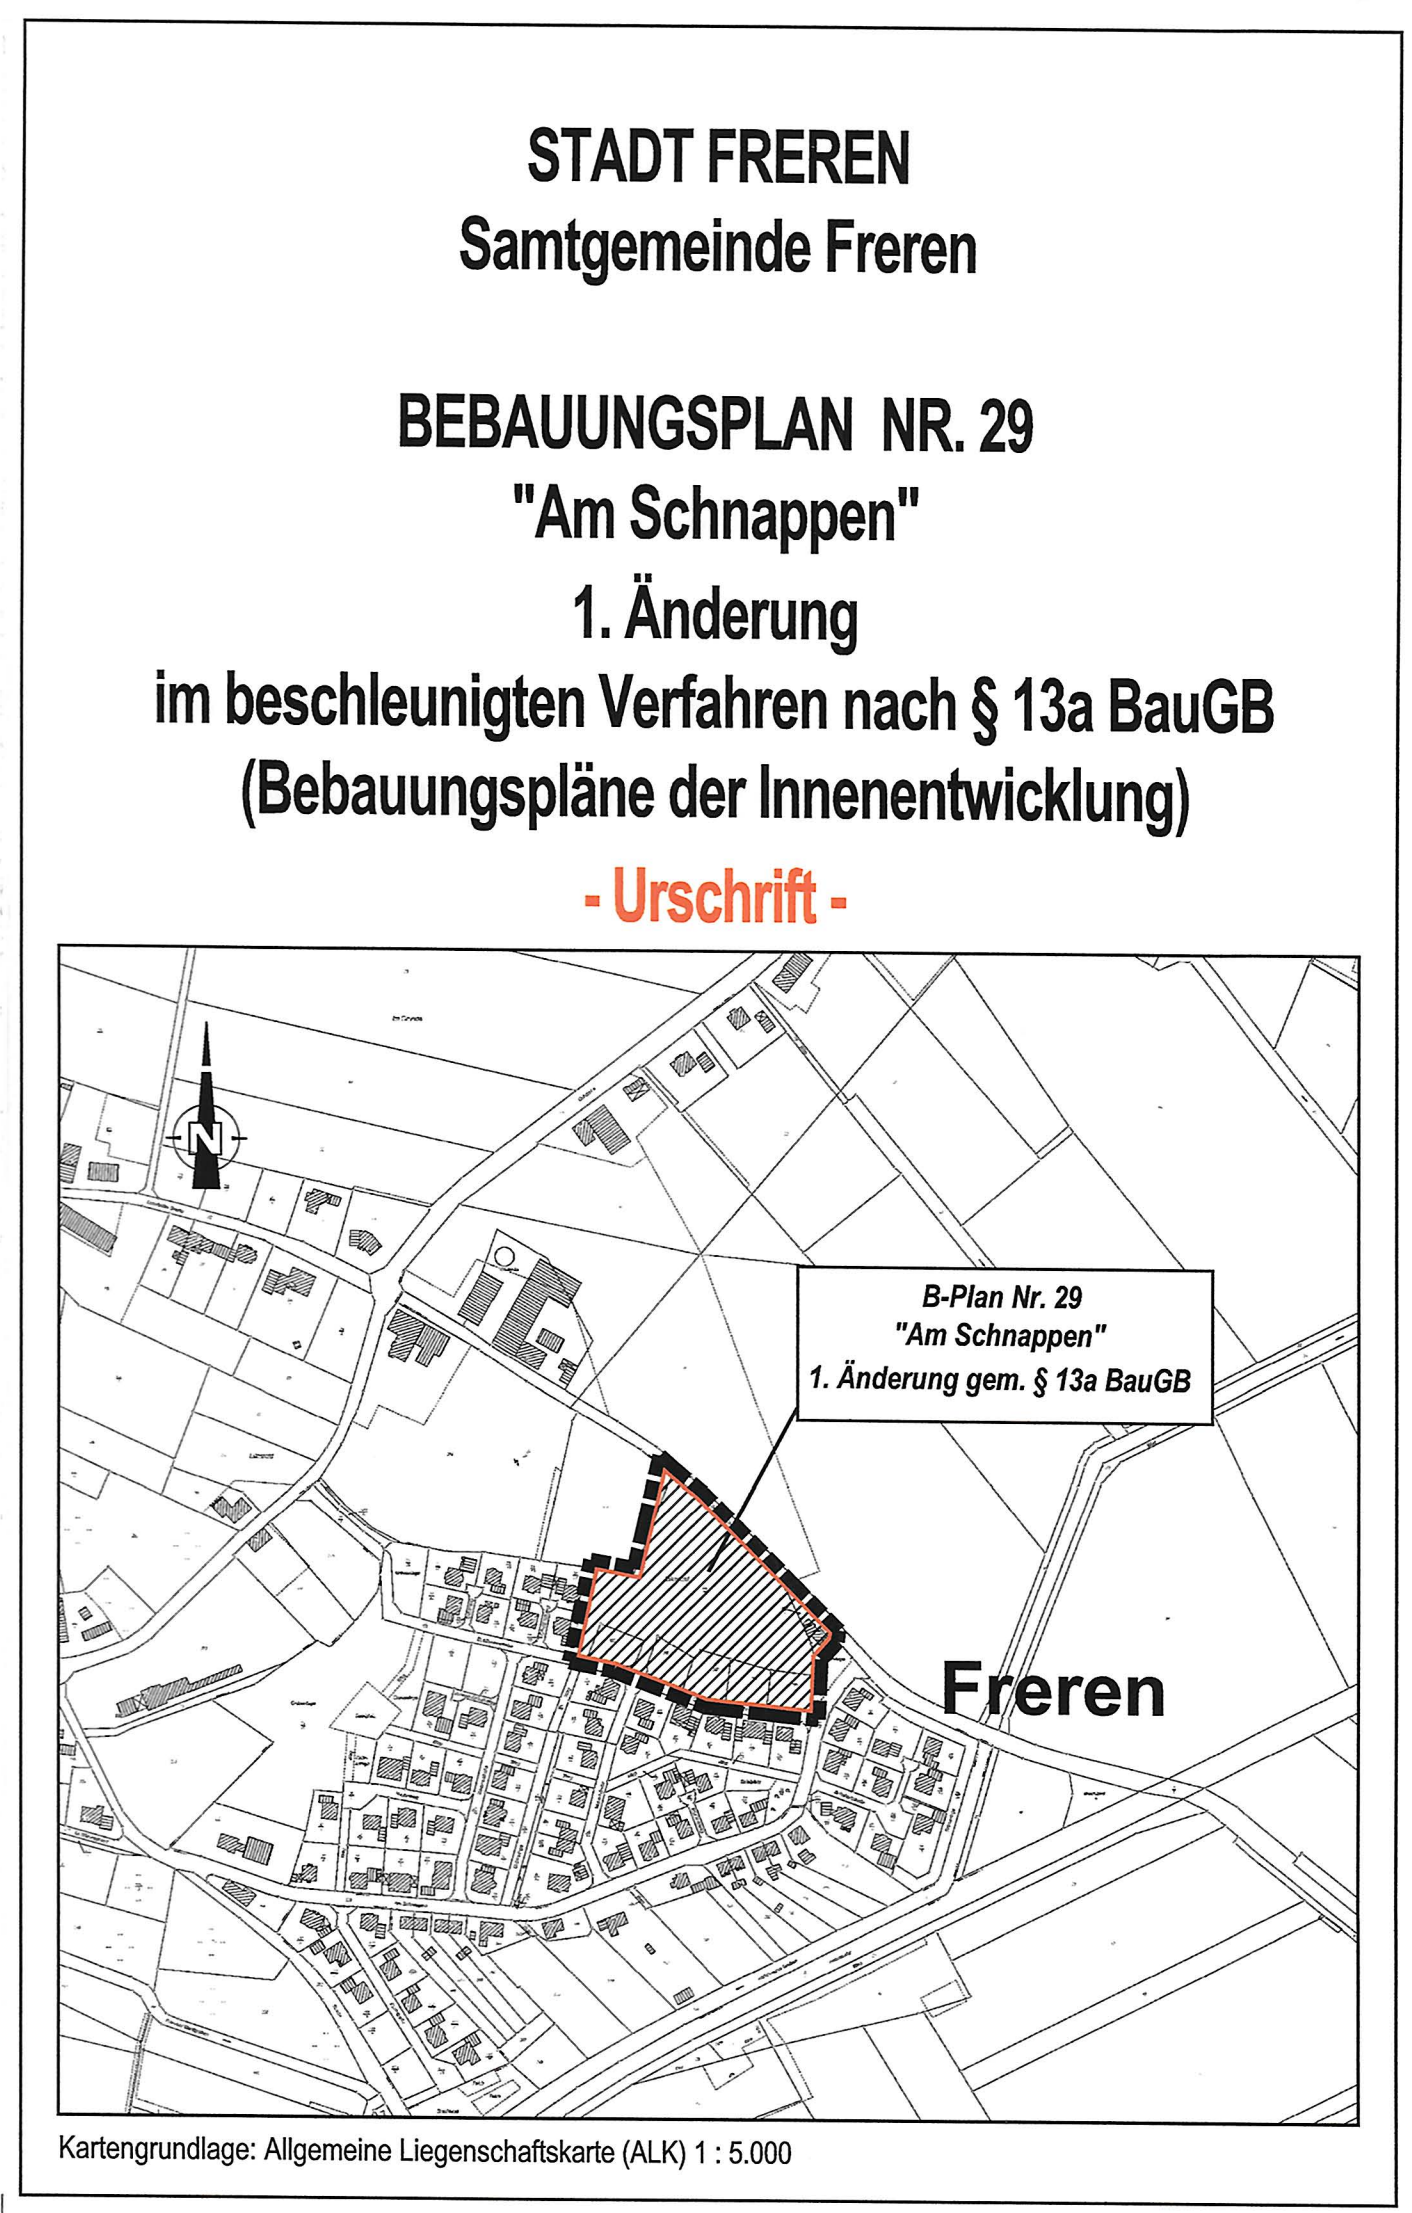 STADT FREREN
Samtgemeinde Freren
BEBAUUNGSPLAN NR. 29
"Am Schnappen"
1. Änderung
im beschleunigten Verfahren nach § 13a BauGB
(Bebauungspläne der Innenentwicklung)
- Urschrift -
N
B-Plan Nr. 29
"Am Schnappen"
1. Änderung gem. § 13a BauGB
Freren
Kartengrundlage: Allgemeine Liegenschaftskarte (ALK) 1 : 5.000